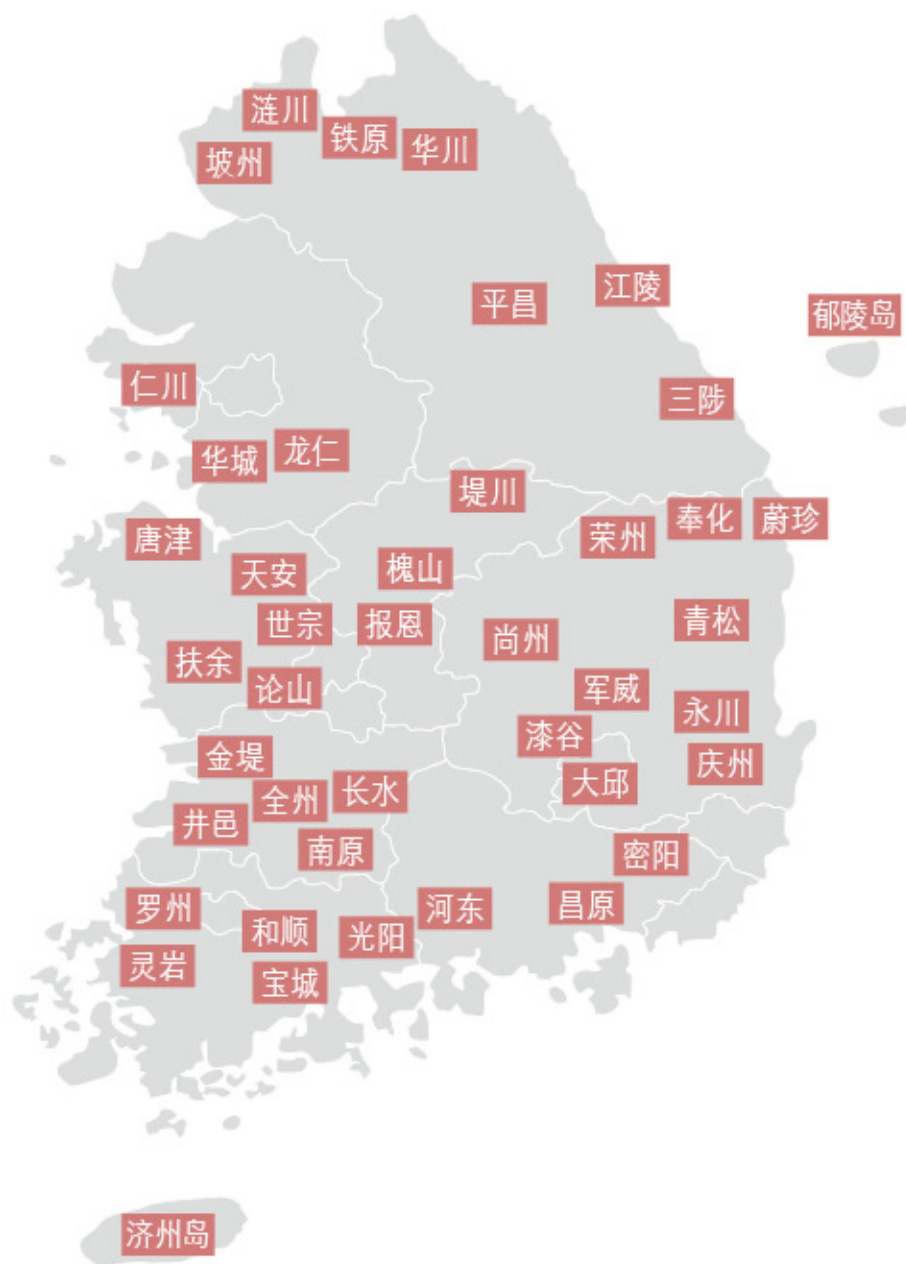 涟川
铁原
华川
坡州
江陵
平昌
郁陵岛
仁川
三陟
龙仁
华城
堤川
奉化
蔚珍
荣州
唐津
槐山
天安
青松
世宗
报恩
尚州
扶余
论山
军威
永川
漆谷
金堤
庆州
大邱
长水
全州
井邑
南原
密阳
罗州
河东
昌原
和顺
光阳
灵岩
宝城
济州岛